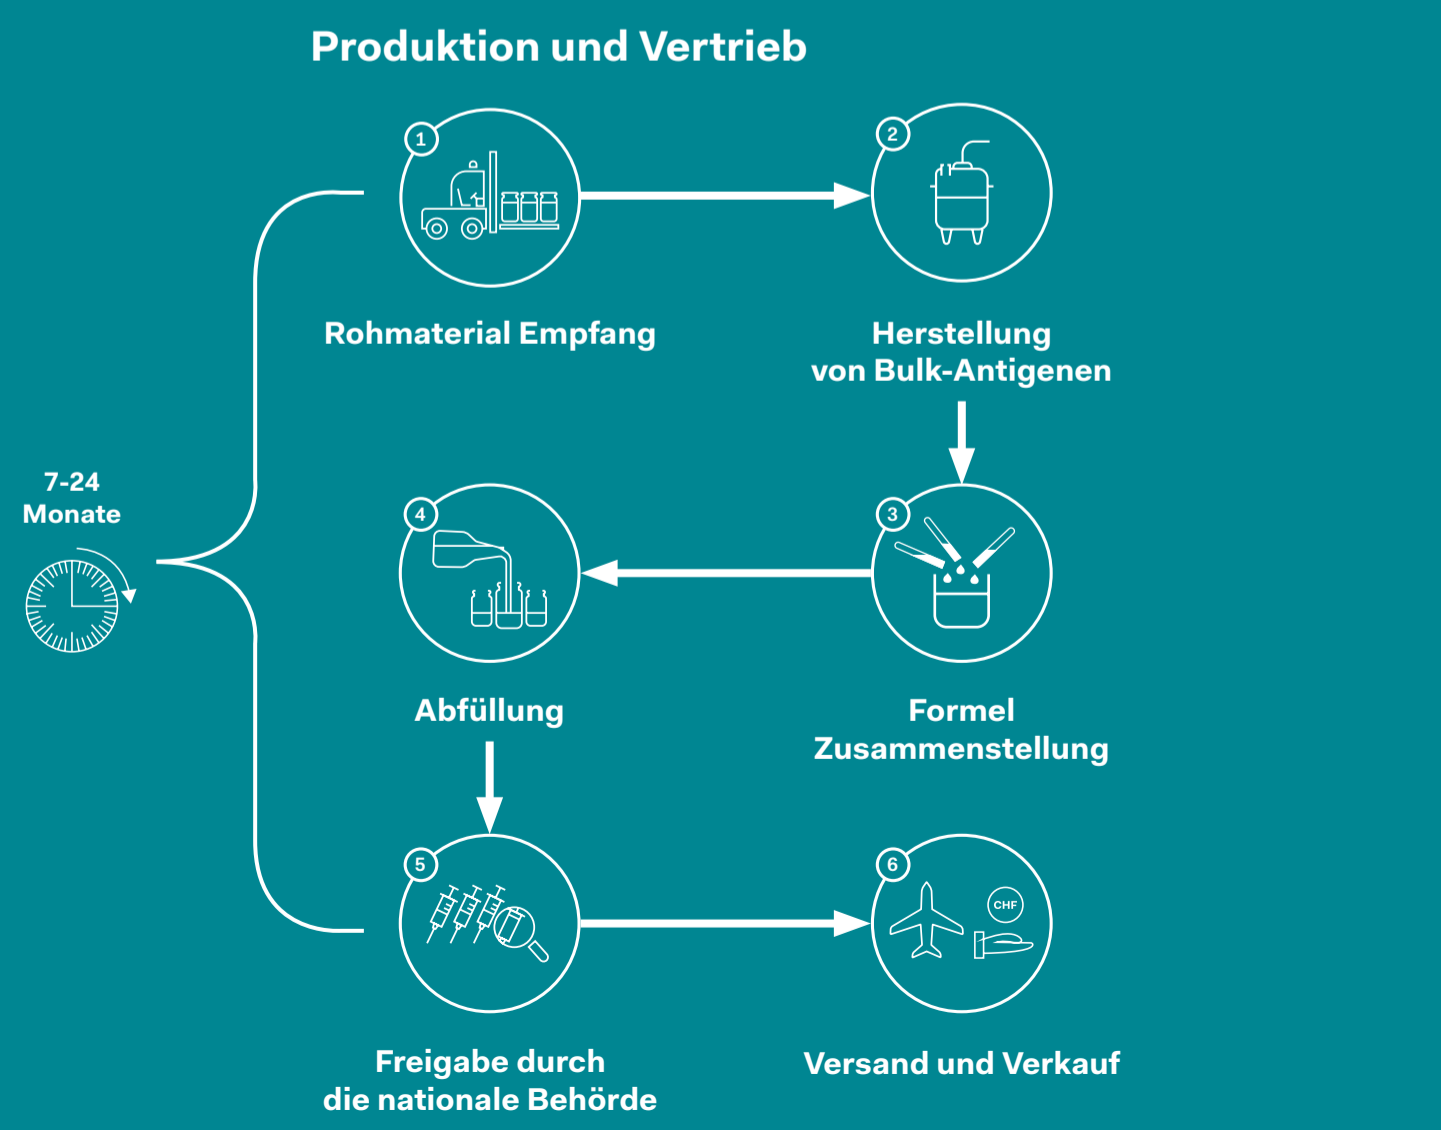 Produktion und Vertrieb
1
Rohmaterial Empfang
2
Herstellung
von Bulk-Antigenen
7-24
Monate
3
Formel
Zusammenstellung
4
Abfüllung
5
Freigabe durch
die nationale Behörde
6
CHF
Versand und Verkauf